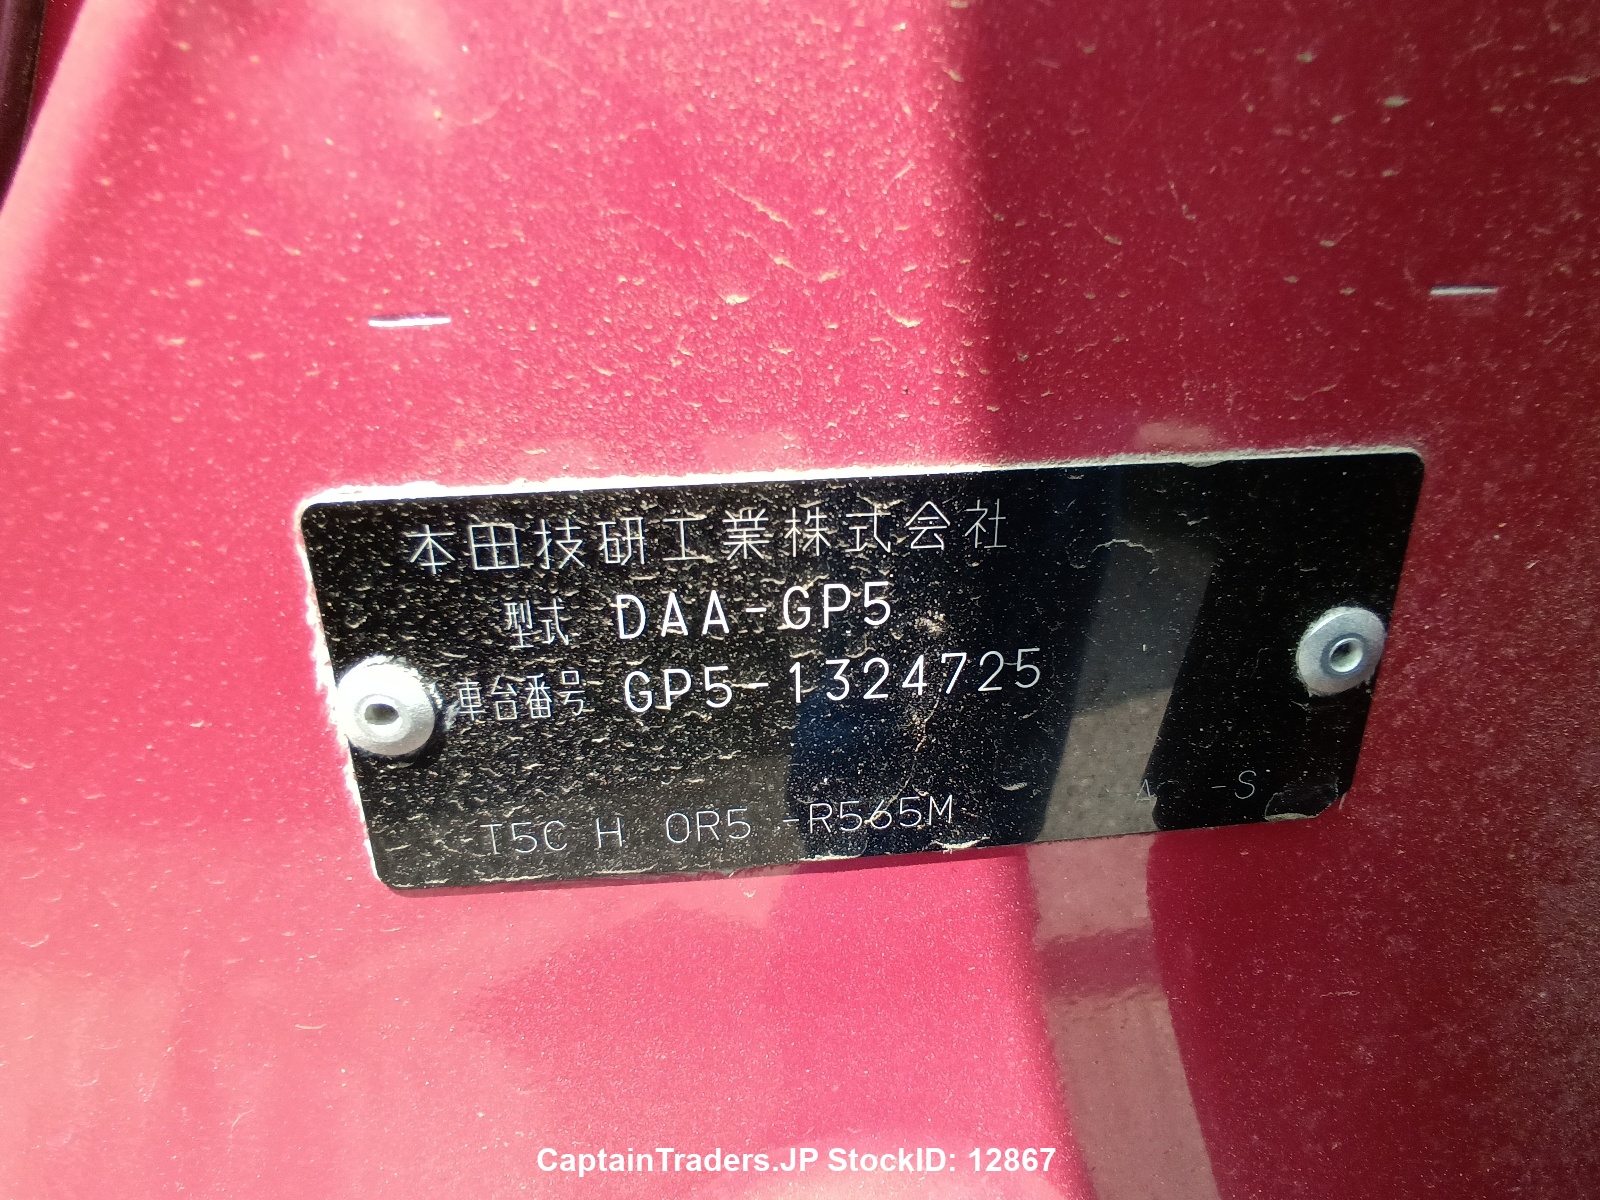 本田技研工業株式会社
型式 DAA-GP5
車台番号 GP5-1324725
T5C H 0R5 -R565M A -S
CaptainTraders.JP StockID: 12867